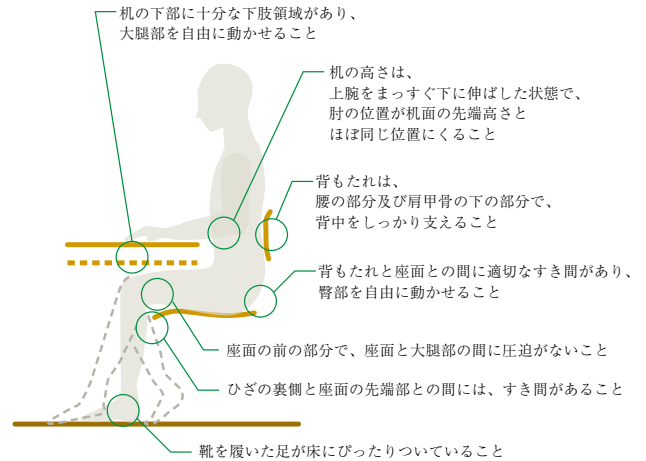 机の下部に十分な下肢領域があり、
大腿部を自由に動かせること
机の高さは、
上腕をまっすぐ下に伸ばした状態で、
肘の位置が机面の先端高さと
ほぼ同じ位置にくること
背もたれは、
腰の部分及び肩甲骨の下の部分で、
背中をしっかり支えること
背もたれと座面との間に適切なすき間があり、
臀部を自由に動かせること
座面の前の部分で、座面と大腿部の間に圧迫がないこと
ひざの裏側と座面の先端部との間には、すき間があること
靴を履いた足が床にぴったりついていること